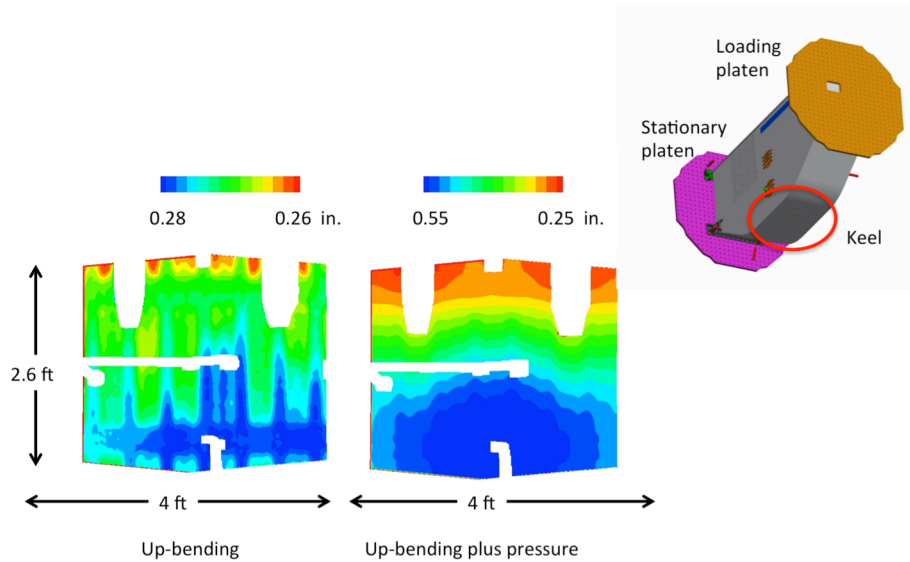 Loading
platen
Stationary
platen
Keel
0.28 0.26 in.
0.55 0.25 in.
2.6 ft
4 ft
4 ft
Up-bending
Up-bending plus pressure